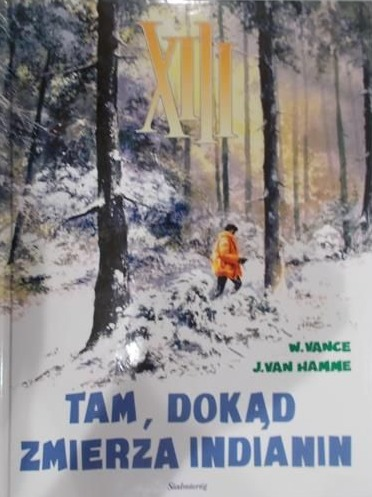 XIII
W. VANCE
J. VAN HAMME
TAM, DOKĄD
ZMIERZA INDIANIN